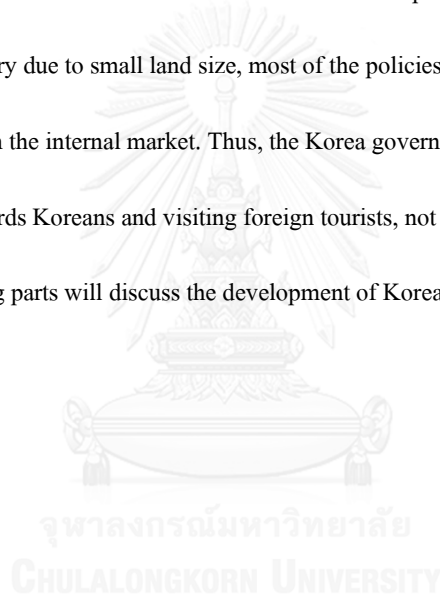 ry due to small land size, most of the policies
n the internal market. Thus, the Korea govern
rds Koreans and visiting foreign tourists, not
g parts will discuss the development of Korea
จุฬาลงกรณ์มหาวิทยาลัย
CHULALONGKORN UNIVERSITY